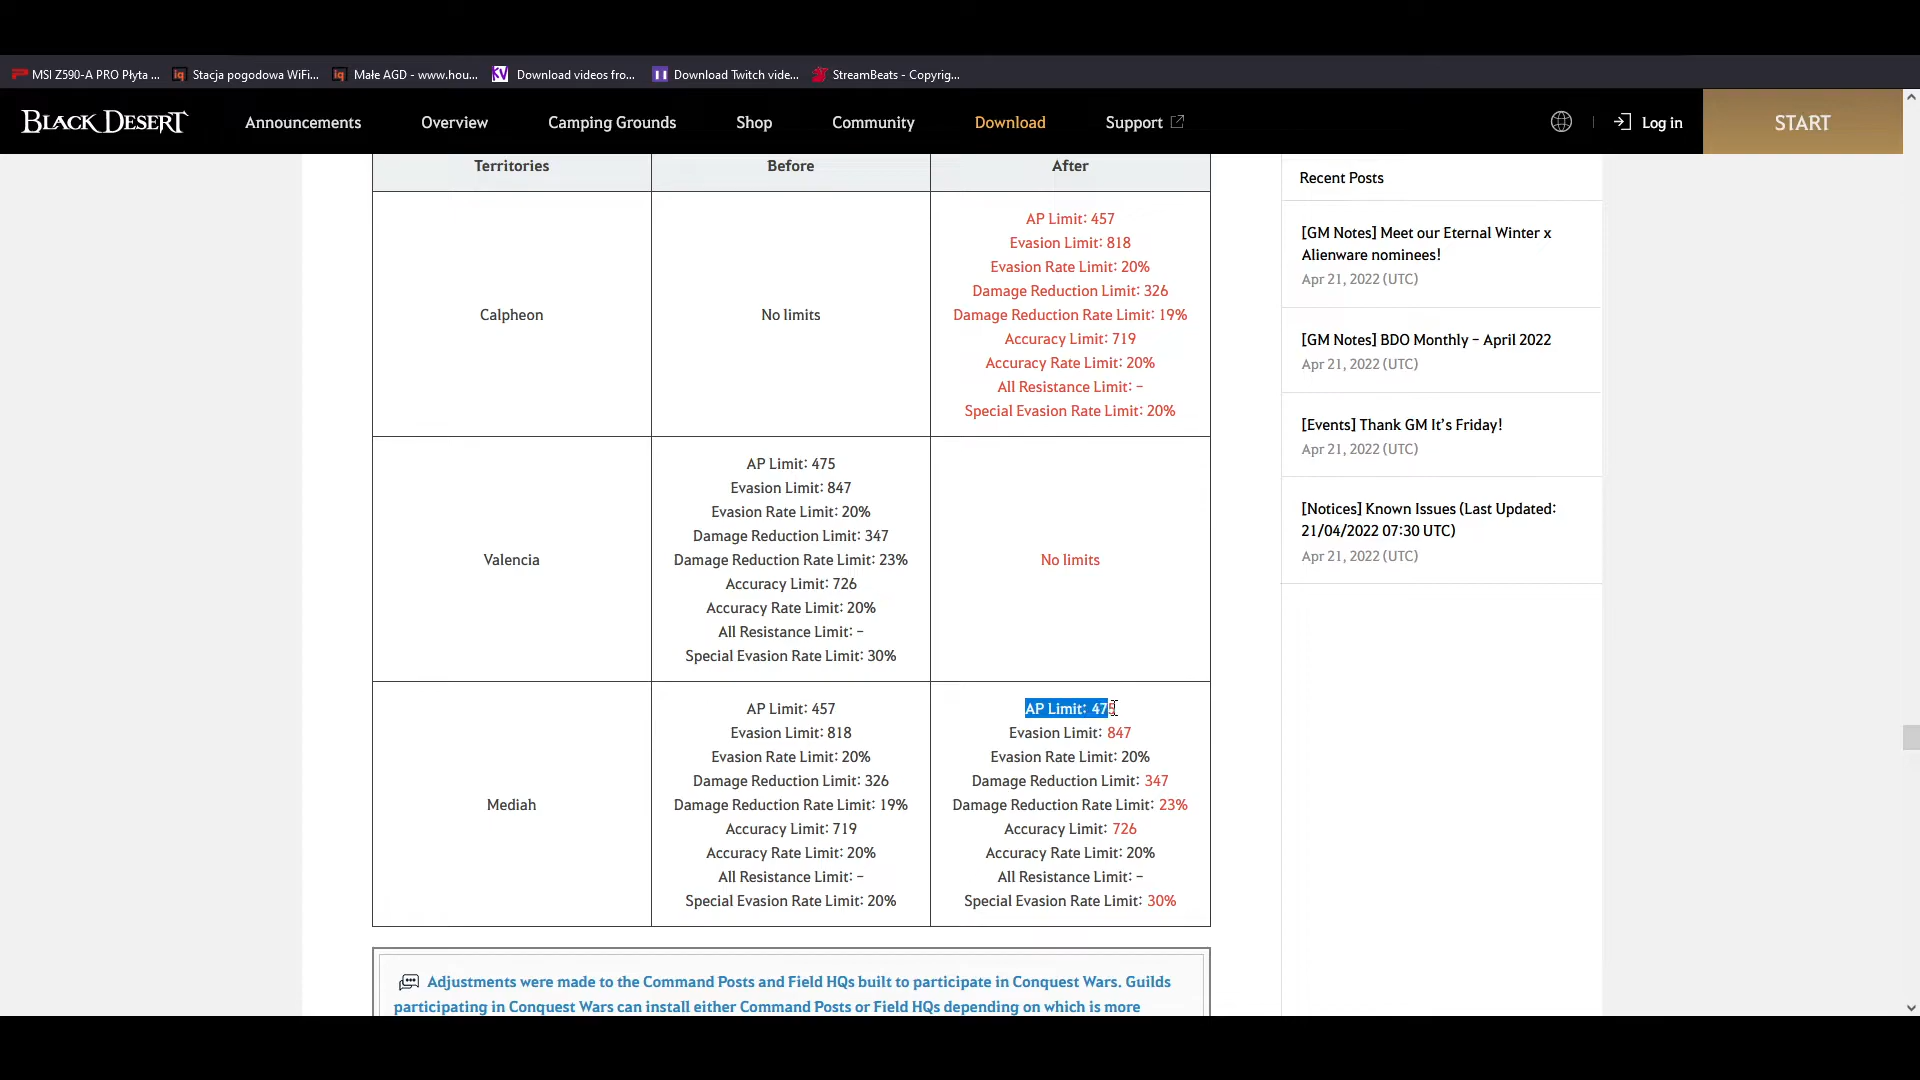 MSI Z590-A PRO Płyta ... Stacja pogodowa WiFi... Małe AGD - www.hou... Download videos fro... Download Twitch vide... StreamBeats - Copyrig...
BLACK DESERT Announcements Overview Camping Grounds Shop Community Download Support Log in START
Territories Before After
Calpheon
No limits
AP Limit: 457
Evasion Limit: 818
Evasion Rate Limit: 20%
Damage Reduction Limit: 326
Damage Reduction Rate Limit: 19%
Accuracy Limit: 719
Accuracy Rate Limit: 20%
All Resistance Limit: -
Special Evasion Rate Limit: 20%
Valencia
AP Limit: 475
Evasion Limit: 847
Evasion Rate Limit: 20%
Damage Reduction Limit: 347
Damage Reduction Rate Limit: 23%
Accuracy Limit: 726
Accuracy Rate Limit: 20%
All Resistance Limit: -
Special Evasion Rate Limit: 30%
No limits
Mediah
AP Limit: 457
Evasion Limit: 818
Evasion Rate Limit: 20%
Damage Reduction Limit: 326
Damage Reduction Rate Limit: 19%
Accuracy Limit: 719
Accuracy Rate Limit: 20%
All Resistance Limit: -
Special Evasion Rate Limit: 20%
AP Limit: 475
Evasion Limit: 847
Evasion Rate Limit: 20%
Damage Reduction Limit: 347
Damage Reduction Rate Limit: 23%
Accuracy Limit: 726
Accuracy Rate Limit: 20%
All Resistance Limit: -
Special Evasion Rate Limit: 30%
Adjustments were made to the Command Posts and Field HQs built to participate in Conquest Wars. Guilds
participating in Conquest Wars can install either Command Posts or Field HQs depending on which is more
Recent Posts
[GM Notes] Meet our Eternal Winter x
Alienware nominees!
Apr 21, 2022 (UTC)
[GM Notes] BDO Monthly - April 2022
Apr 21, 2022 (UTC)
[Events] Thank GM It's Friday!
Apr 21, 2022 (UTC)
[Notices] Known Issues (Last Updated:
21/04/2022 07:30 UTC)
Apr 21, 2022 (UTC)